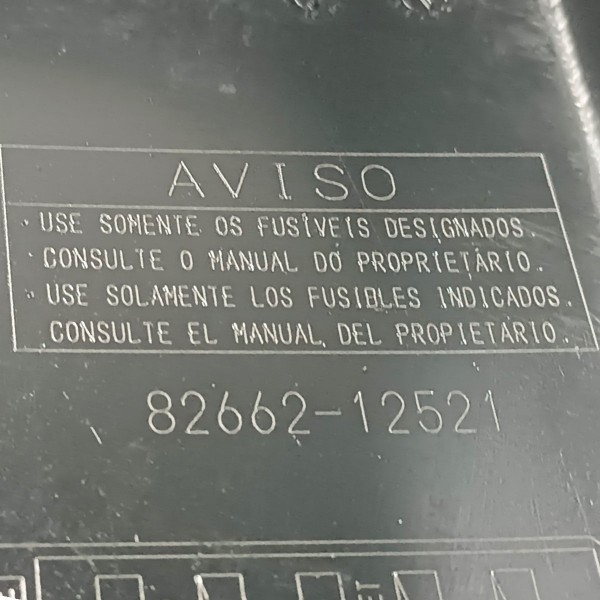 AVISO
· USE SOMENTE OS FUSÍVEIS DESIGNADOS.
· CONSULTE O MANUAL DO PROPRIETÁRIO.
· USE SOLAMENTE LOS FUSIBLES INDICADOS.
· CONSULTE EL MANUAL DEL PROPIETARIO.
82662-12521